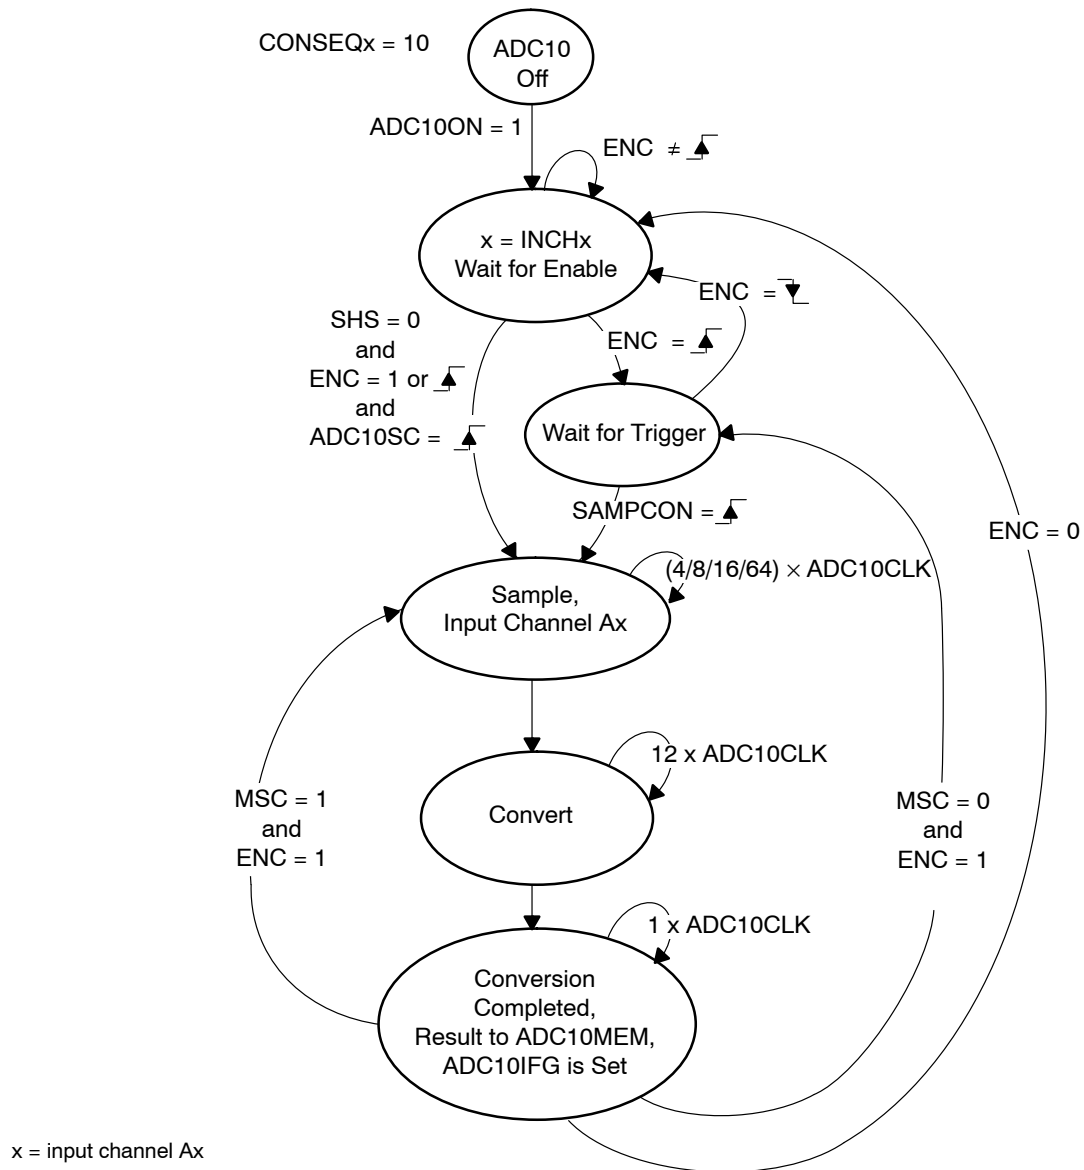 CONSEQx = 10
ADC10
Off
ADC10ON = 1
ENC ≠
x = INCHx
Wait for Enable
ENC =
SHS = 0
and
ENC = 1 or
and
ADC10SC =
ENC =
Wait for Trigger
SAMPCON =
ENC = 0
(4/8/16/64) × ADC10CLK
Sample,
Input Channel Ax
12 x ADC10CLK
Convert
MSC = 1
and
ENC = 1
MSC = 0
and
ENC = 1
1 x ADC10CLK
Conversion
Completed,
Result to ADC10MEM,
ADC10IFG is Set
x = input channel Ax